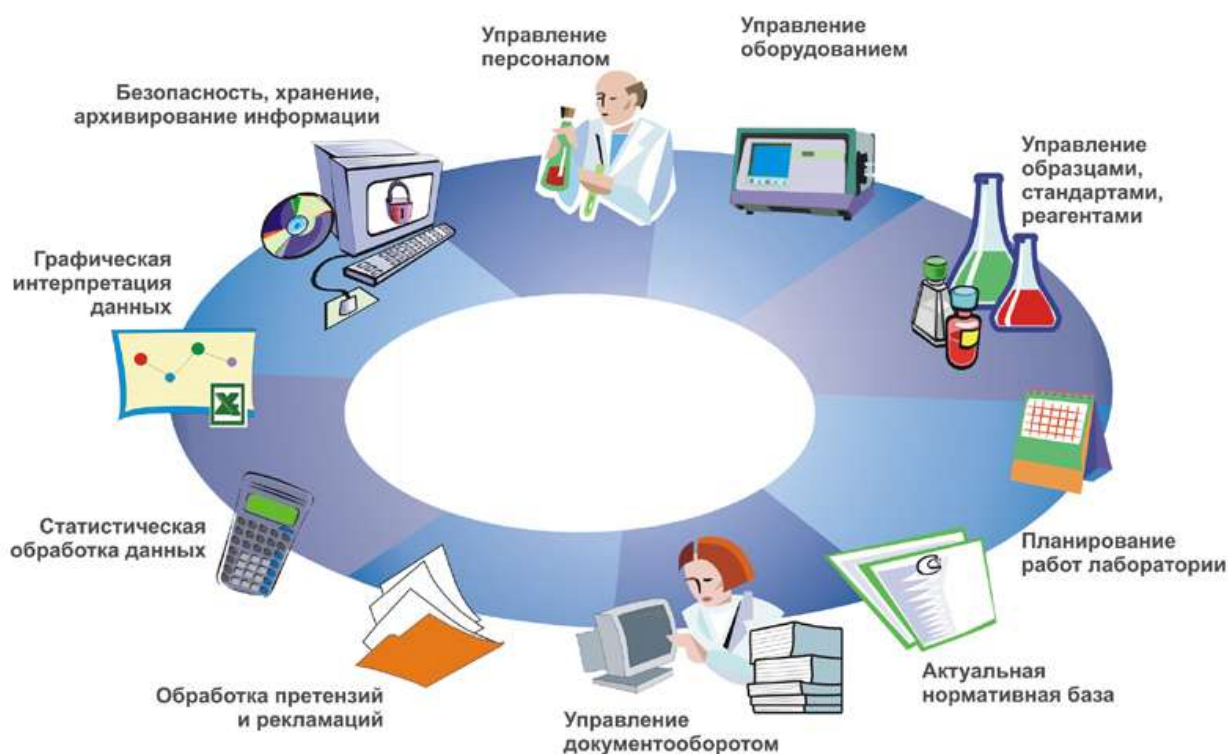 Управление
персоналом
Управление
оборудованием
Безопасность, хранение,
архивирование информации
Управление
образцами,
стандартами,
реагентами
Графическая
интерпретация
данных
Статистическая
обработка данных
Планирование
работ лаборатории
Обработка претензий
и рекламаций
Управление
документооборотом
Актуальная
нормативная база